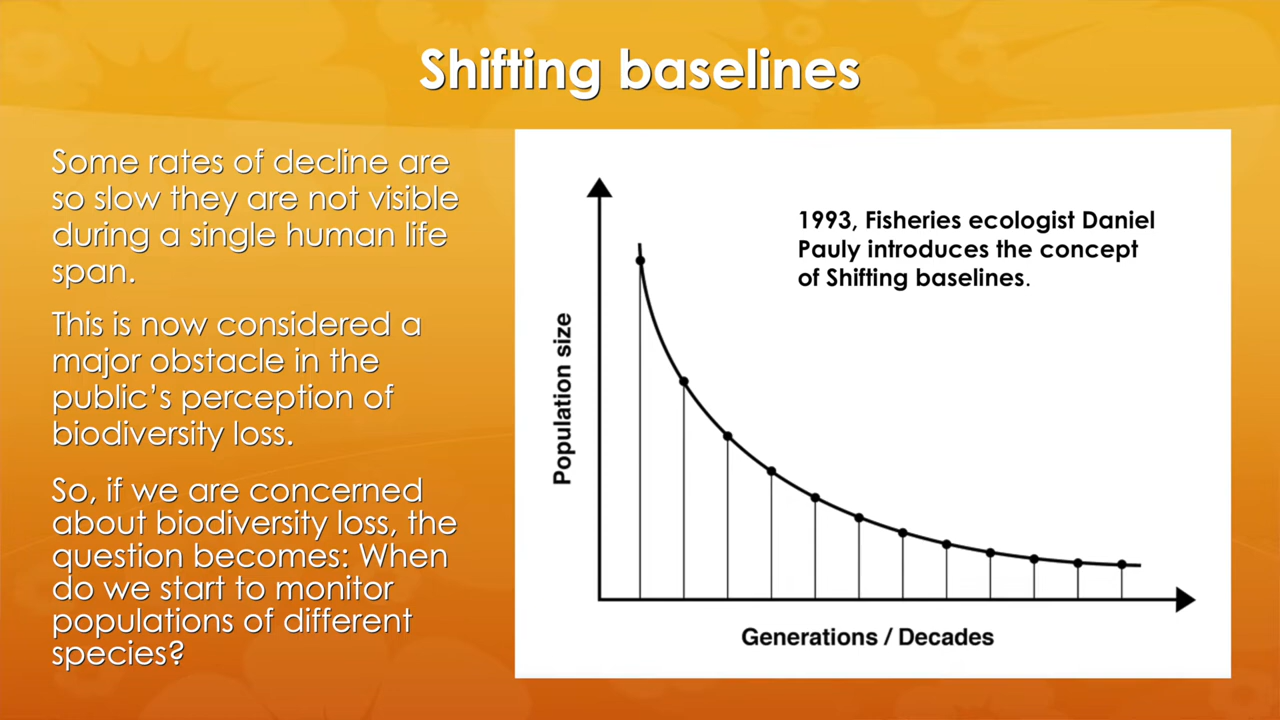 Shifting baselines
Some rates of decline are
so slow they are not visible
during a single human life
span.
This is now considered a
major obstacle in the
public’s perception of
biodiversity loss.
So, if we are concerned
about biodiversity loss, the
question becomes: When
do we start to monitor
populations of different
species?
1993, Fisheries ecologist Daniel
Pauly introduces the concept
of Shifting baselines.
Population size
Generations / Decades